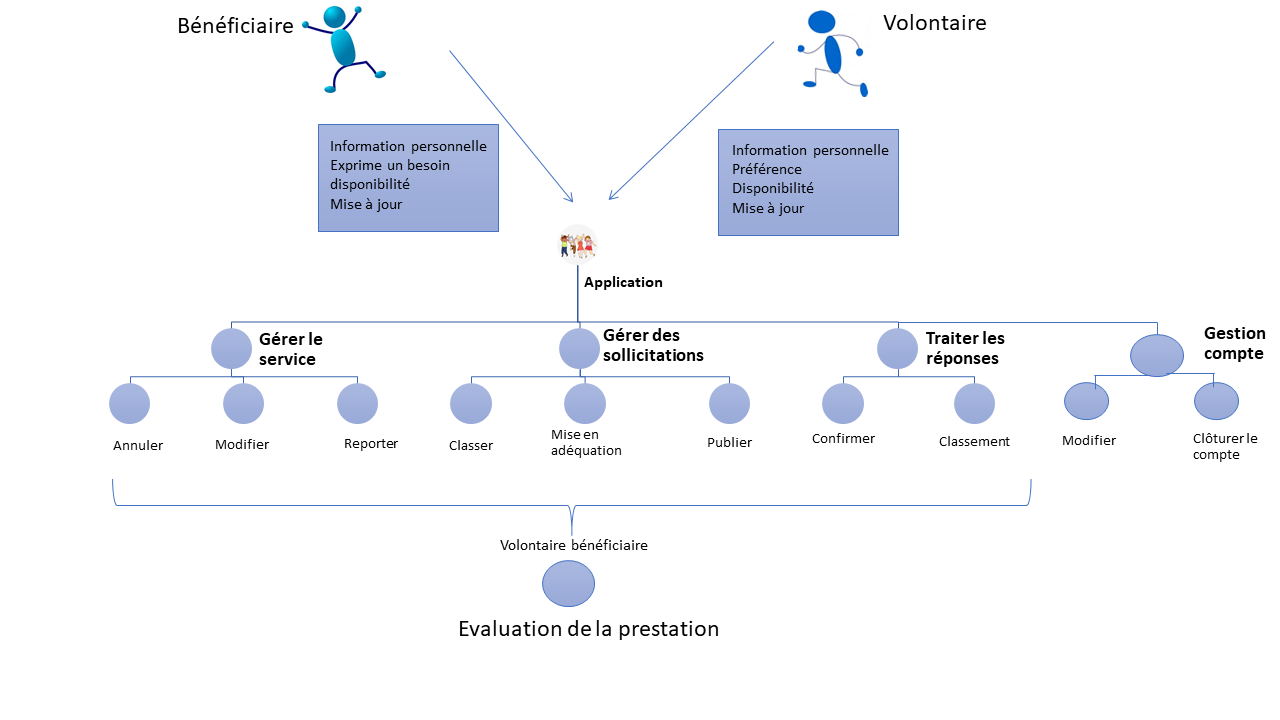 Bénéficiaire
Volontaire
Information personnelle
Exprime un besoin
disponibilité
Mise à jour
Information personnelle
Préférence
Disponibilité
Mise à jour
Application
Gérer le
service
Gérer des
sollicitations
Traiter les
réponses
Gestion
compte
Annuler
Modifier
Reporter
Classer
Mise en
adéquation
Publier
Confirmer
Classement
Modifier
Clôturer le
compte
Volontaire bénéficiaire
Evaluation de la prestation